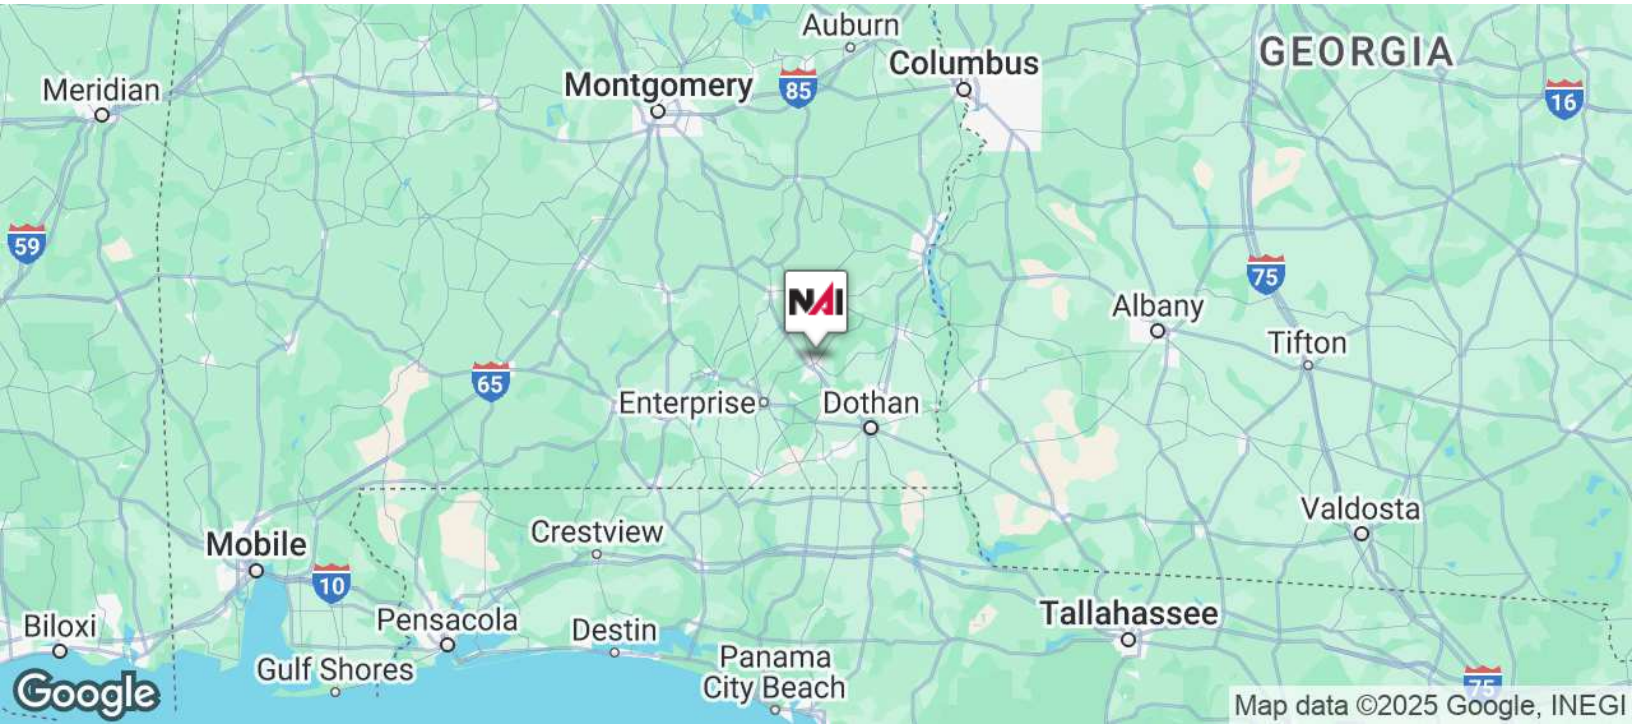 Auburn
Columbus
GEORGIA
Meridian
Montgomery
85
16
59
75
NAI
Albany
Tifton
65
Enterprise
Dothan
Valdosta
Crestview
Mobile
10
Tallahassee
Biloxi
Pensacola
Destin
Gulf Shores
Panama
City Beach
75
Google
Map data ©2025 Google, INEGI